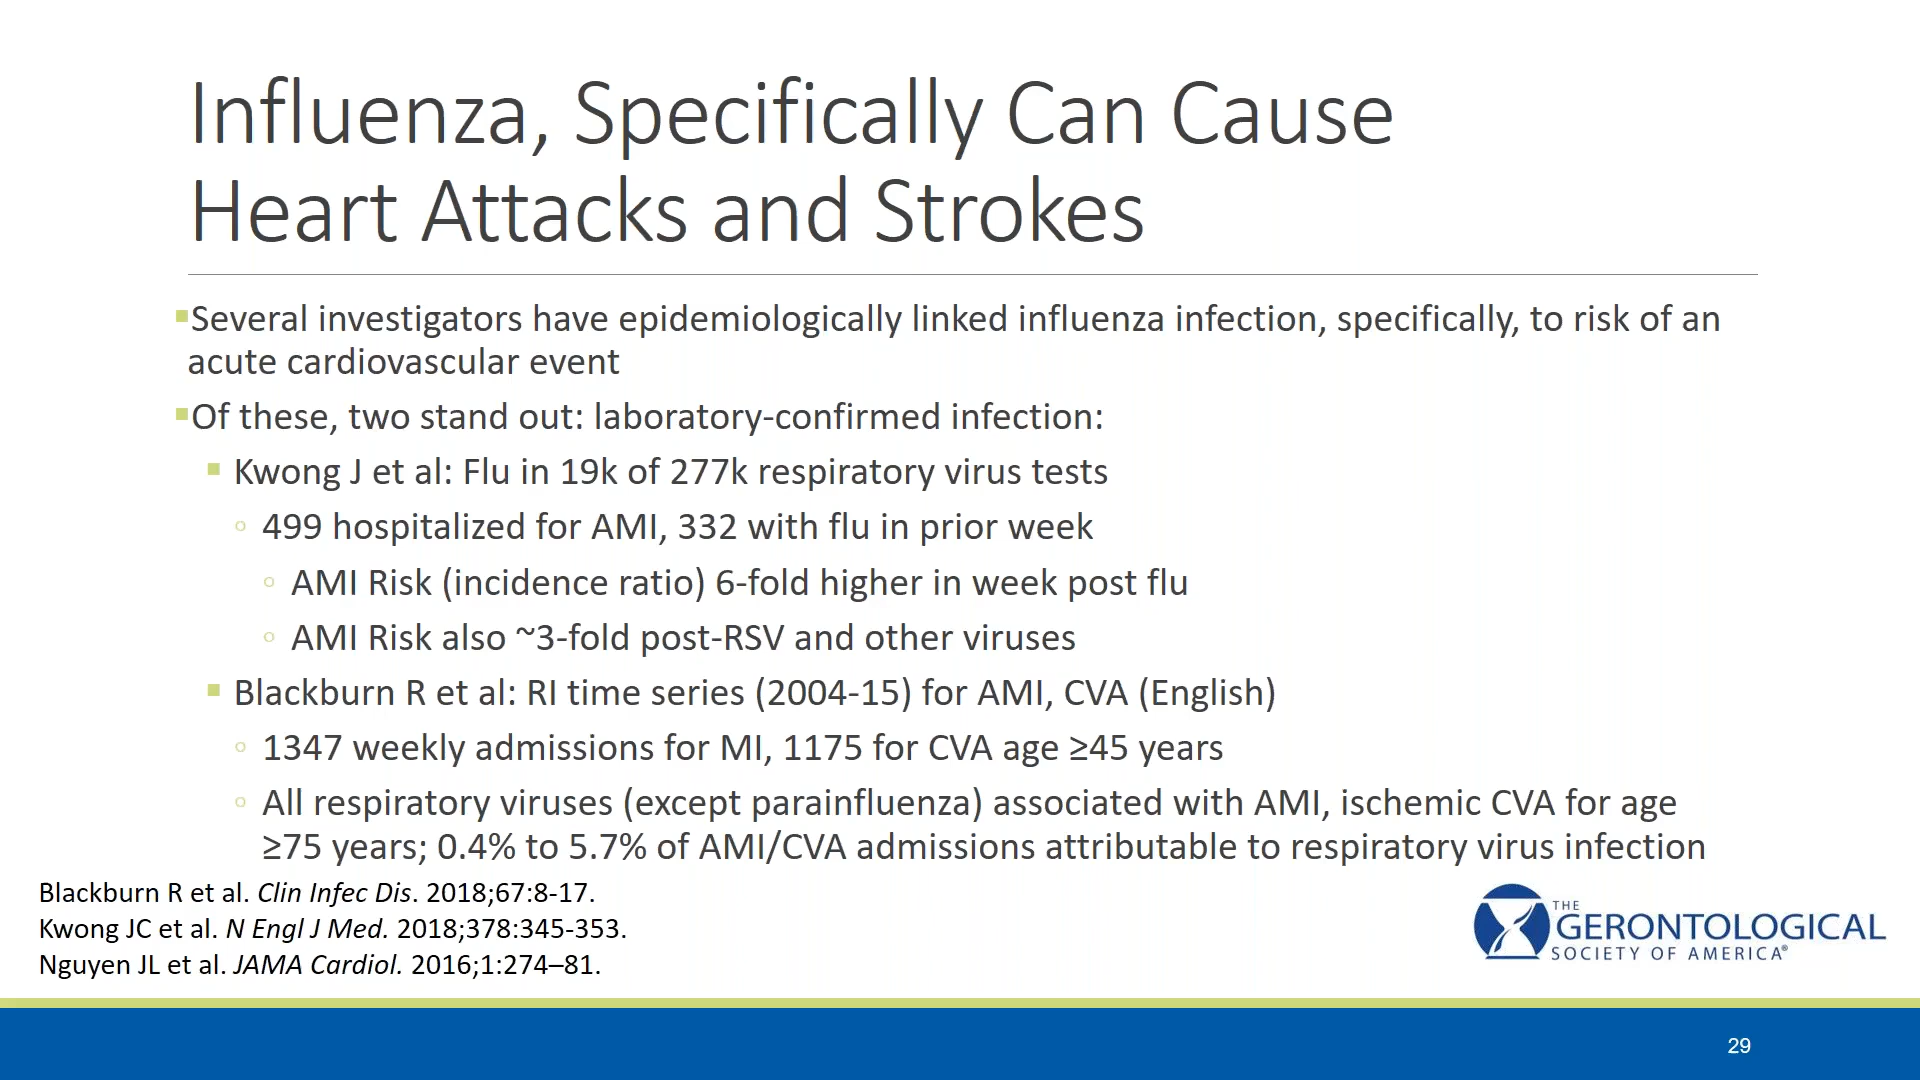 Influenza, Specifically Can Cause
Heart Attacks and Strokes
▪Several investigators have epidemiologically linked influenza infection, specifically, to risk of an
acute cardiovascular event
▪Of these, two stand out: laboratory-confirmed infection:
▪ Kwong J et al: Flu in 19k of 277k respiratory virus tests
◦ 499 hospitalized for AMI, 332 with flu in prior week
◦ AMI Risk (incidence ratio) 6-fold higher in week post flu
◦ AMI Risk also ~3-fold post-RSV and other viruses
▪ Blackburn R et al: RI time series (2004-15) for AMI, CVA (English)
◦ 1347 weekly admissions for MI, 1175 for CVA age ≥45 years
◦ All respiratory viruses (except parainfluenza) associated with AMI, ischemic CVA for age
≥75 years; 0.4% to 5.7% of AMI/CVA admissions attributable to respiratory virus infection
Blackburn R et al. Clin Infec Dis. 2018;67:8-17.
Kwong JC et al. N Engl J Med. 2018;378:345-353.
Nguyen JL et al. JAMA Cardiol. 2016;1:274–81.
THE
GERONTOLOGICAL
SOCIETY OF AMERICA®
29